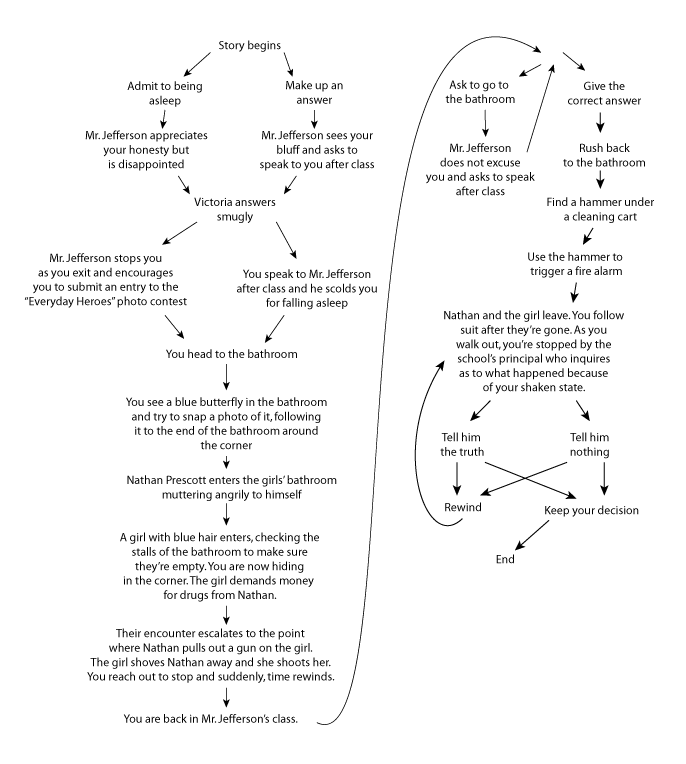 Story begins
Admit to being
asleep
Make up an
answer
Mr. Jefferson appreciates
your honesty but
is disappointed
Mr. Jefferson sees your
bluff and asks to
speak to you after class
Victoria answers
smugly
Mr. Jefferson stops you
as you exit and encourages
you to submit an entry to the
“Everyday Heroes” photo contest
You speak to Mr. Jefferson
after class and he scolds you
for falling asleep
You head to the bathroom
You see a blue butterfly in the bathroom
and try to snap a photo of it, following
it to the end of the bathroom around
the corner
Nathan Prescott enters the girls’ bathroom
muttering angrily to himself
A girl with blue hair enters, checking the
stalls of the bathroom to make sure
they’re empty. You are now hiding
in the corner. The girl demands money
for drugs from Nathan.
Their encounter escalates to the point
where Nathan pulls out a gun on the girl.
The girl shoves Nathan away and she shoots her.
You reach out to stop and suddenly, time rewinds.
You are back in Mr. Jefferson’s class.
Ask to go to
the bathroom
Give the
correct answer
Mr. Jefferson
does not excuse
you and asks to speak
after class
Rush back
to the bathroom
Find a hammer under
a cleaning cart
Use the hammer to
trigger a fire alarm
Nathan and the girl leave. You follow
suit after they’re gone. As you
walk out, you’re stopped by the
school’s principal who inquires
as to what happened because
of your shaken state.
Tell him
the truth
Tell him
nothing
Rewind
Keep your decision
End